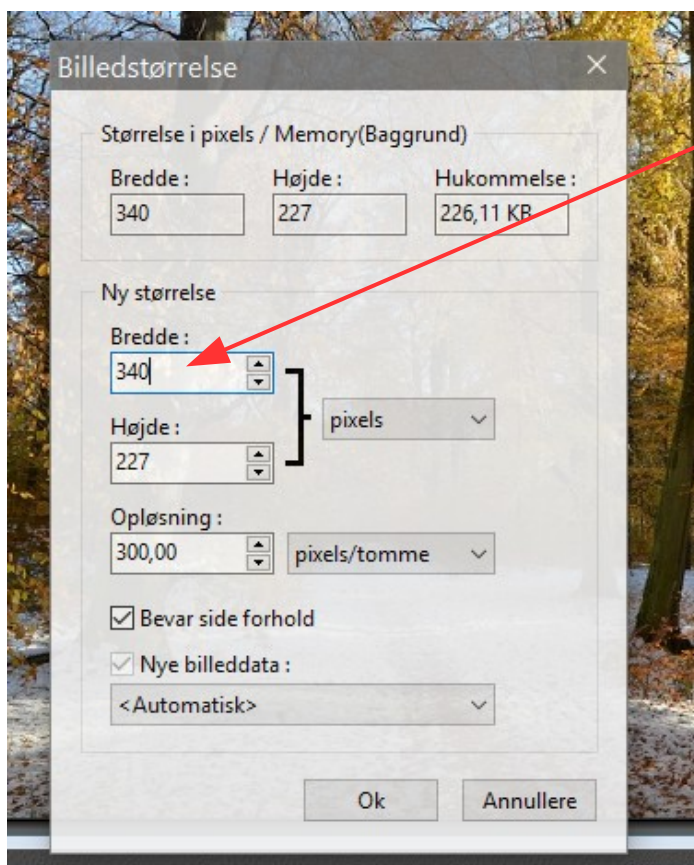 Billedstørrelse
Størrelse i pixels / Memory(Baggrund)
Bredde : Højde : Hukommelse :
340 227 226,11 KB
Ny størrelse
Bredde :
340
pixels
Højde :
227
Opløsning :
300,00 pixels/tomme
Bevar side forhold
Nye billeddata :
<Automatisk>
Ok Annullere